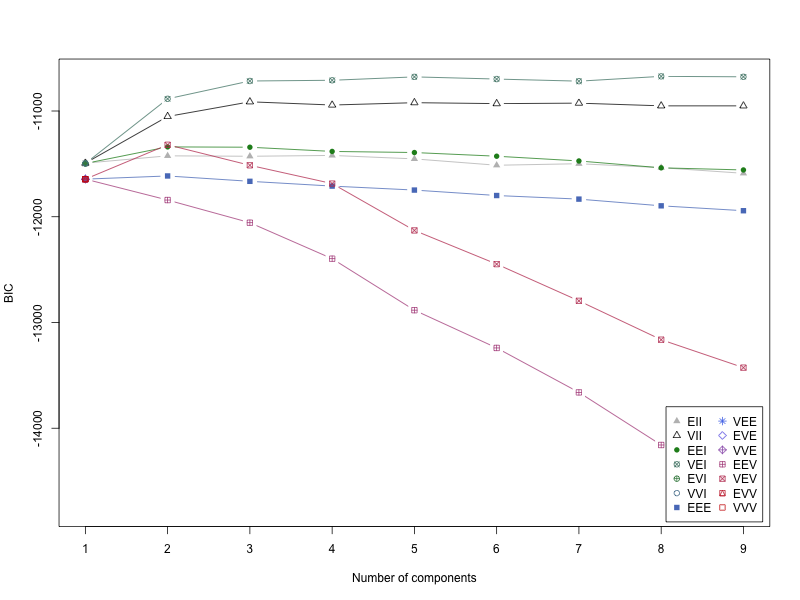 -11000
-12000
-13000
-14000
BIC
1 2 3 4 5 6 7 8 9
Number of components
EII VEE
VII EVE
EEI VVE
VEI EEV
EVI VEV
VVI EVV
EEE VVV